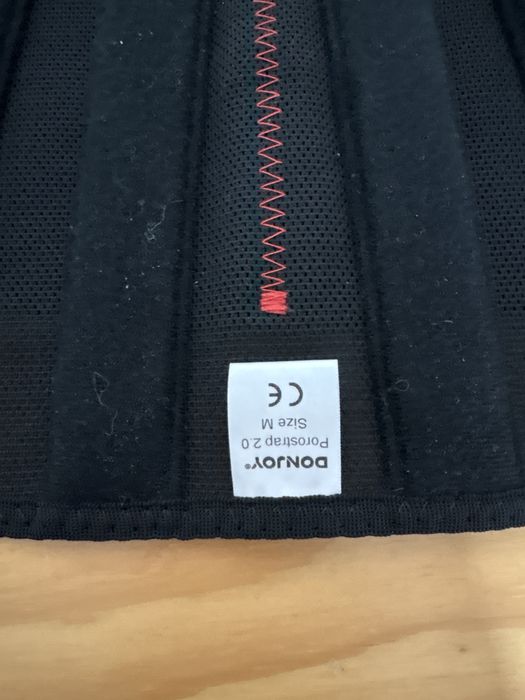 DONJOY®
Porostrap 2.0
Size M
CE